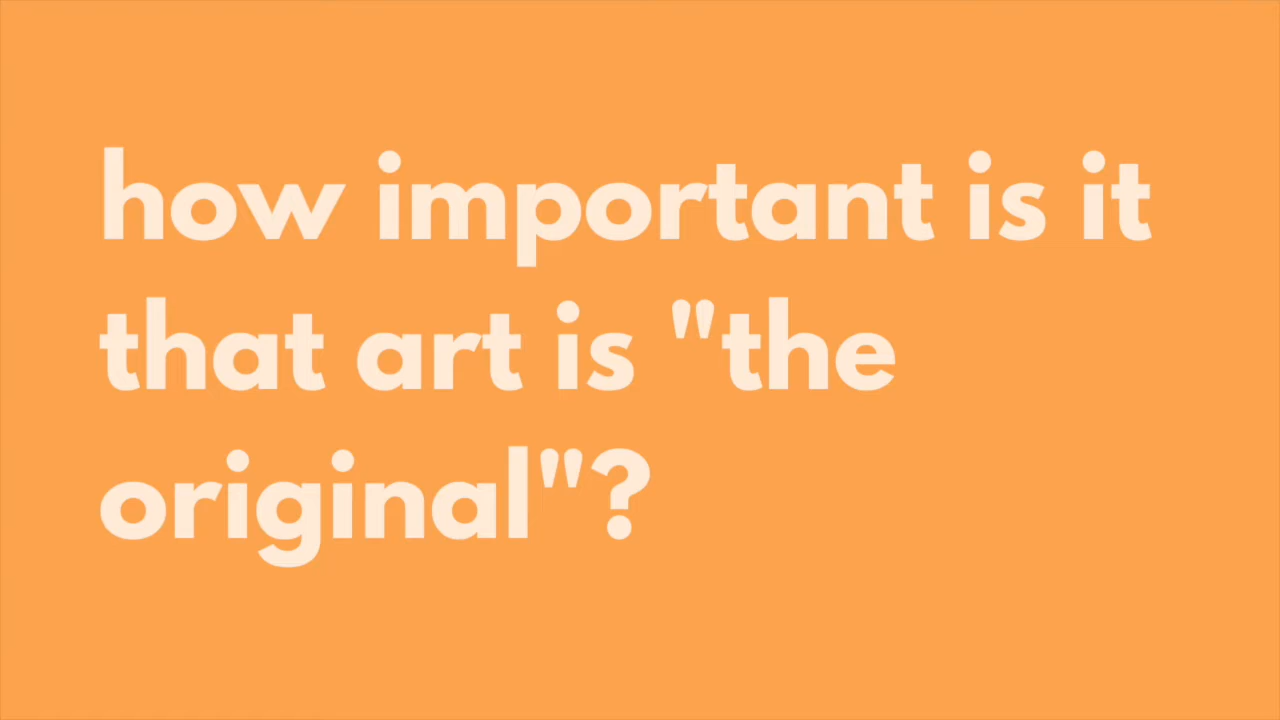 how important is it
that art is "the
original"?